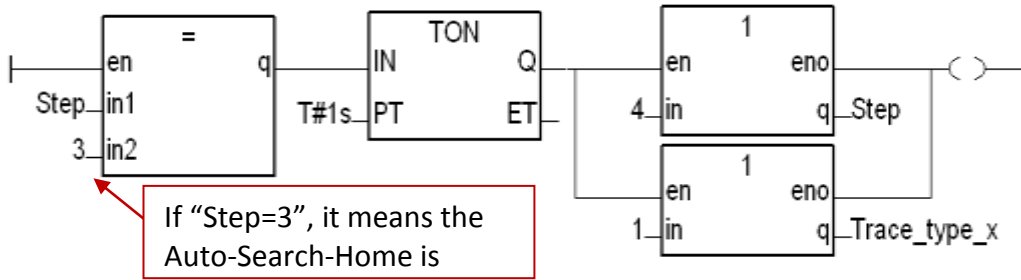 =
en q
Step in1
3 in2
TON
IN Q
T#1s PT ET
1
en eno
4 in q Step
1
en eno
1 in q Trace_type_x
If “Step=3”, it means the
Auto-Search-Home is